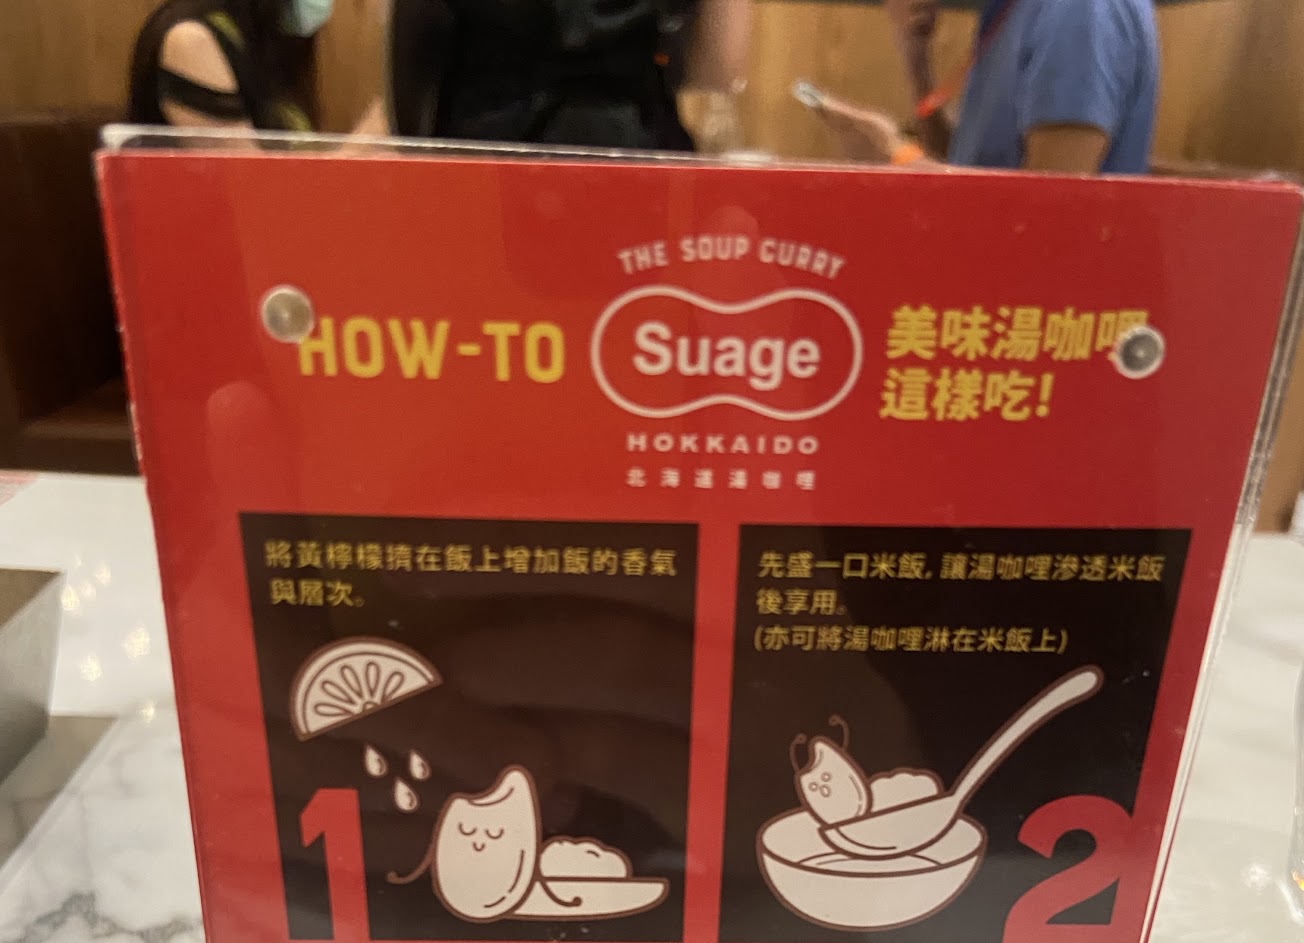 THE SOUP CURRY
HOW-TO
Suage
美味湯咖哩
這樣吃!
HOKKAIDO
北海道湯咖哩
將黃檸檬擠在飯上增加飯的香氣
與層次。
1
先盛一口米飯, 讓湯咖哩滲透米飯
後享用。
(亦可將湯咖哩淋在米飯上)
2